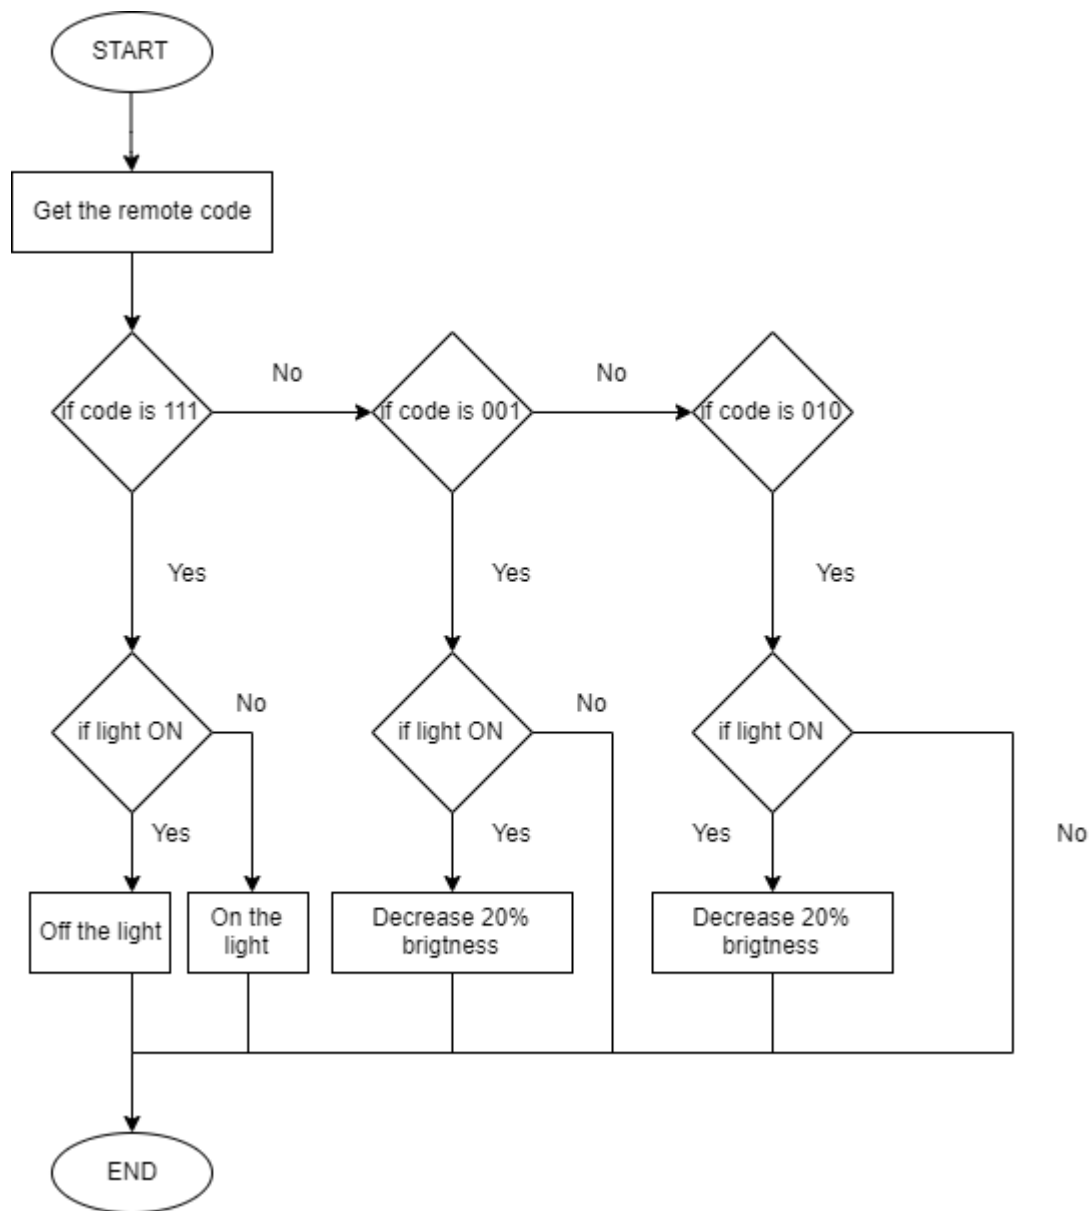 START
Get the remote code
No
No
if code is 111
if code is 001
if code is 010
Yes
Yes
Yes
No
No
if light ON
if light ON
if light ON
Yes
Yes
Yes
No
Off the light
On the
light
Decrease 20%
brigtness
Decrease 20%
brigtness
END